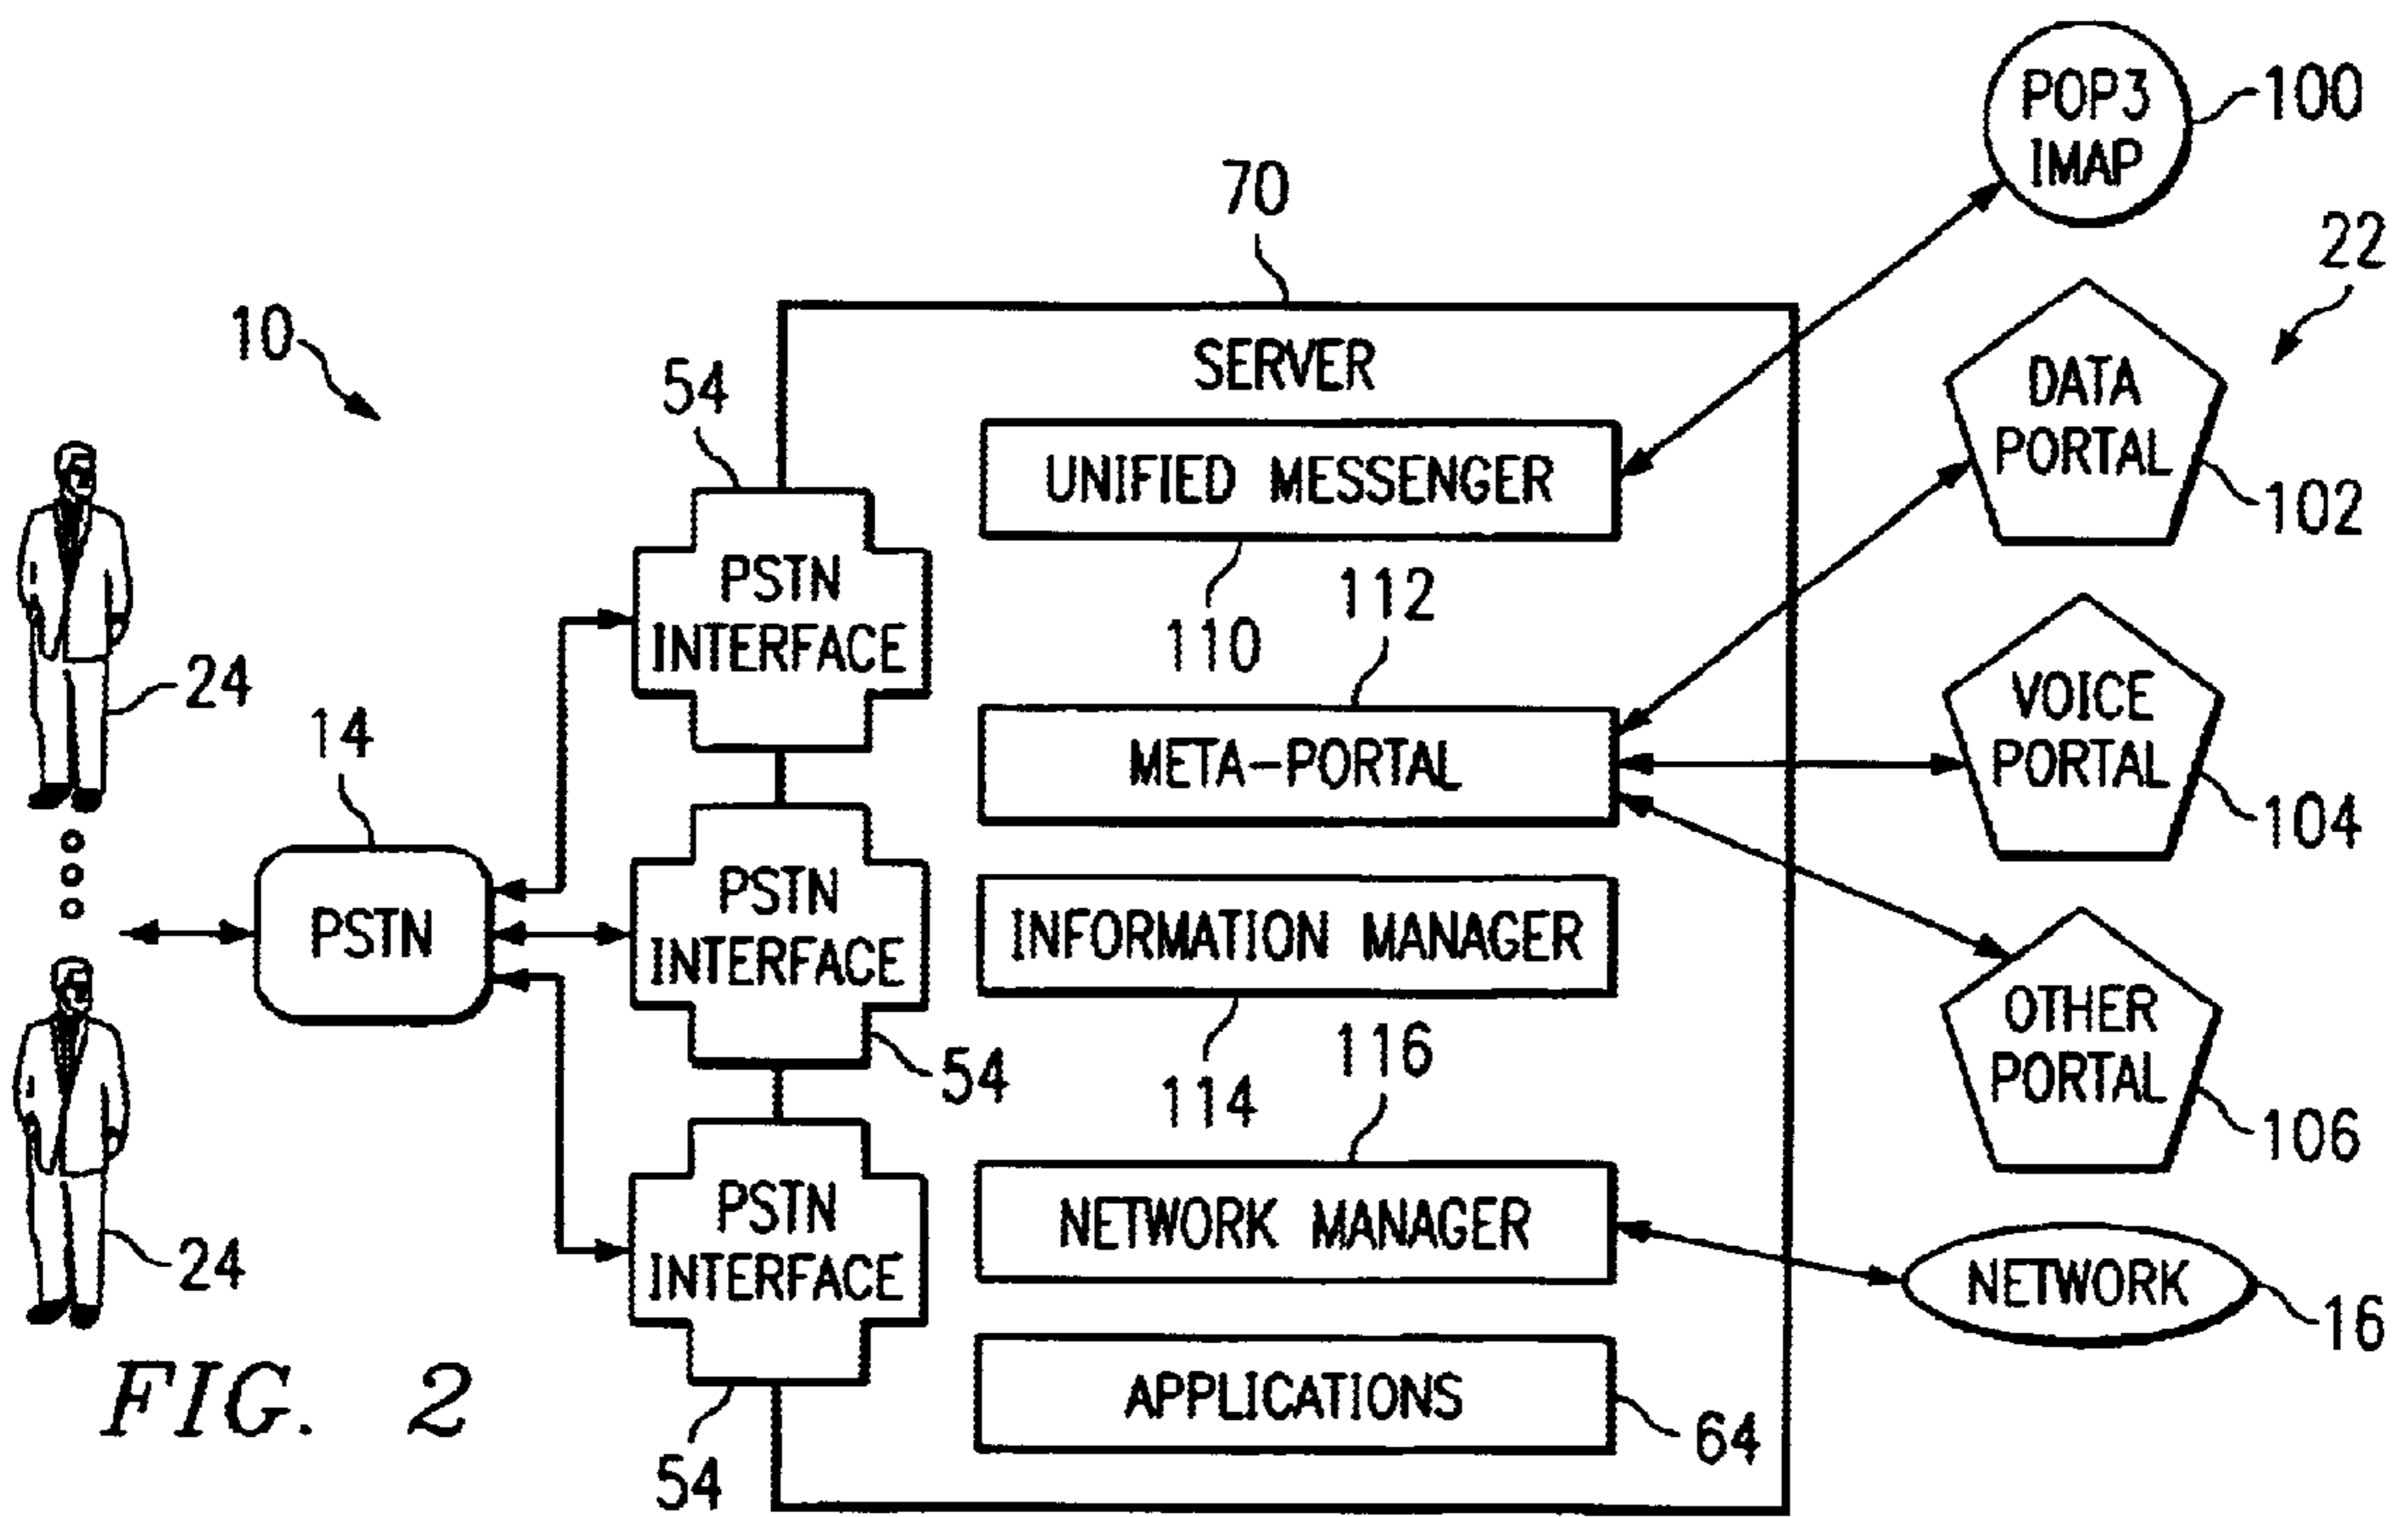 POP3
IMAP
100
70
22
10
SERVER
54
DATA
PORTAL
102
UNIFIED MESSENGER
PSTN
INTERFACE
110
112
24
VOICE
PORTAL
104
14
META-PORTAL
PSTN
PSTN
INTERFACE
INFORMATION MANAGER
54
114
116
OTHER
PORTAL
106
PSTN
INTERFACE
NETWORK MANAGER
24
NETWORK
16
APPLICATIONS
64
54
FIG. 2